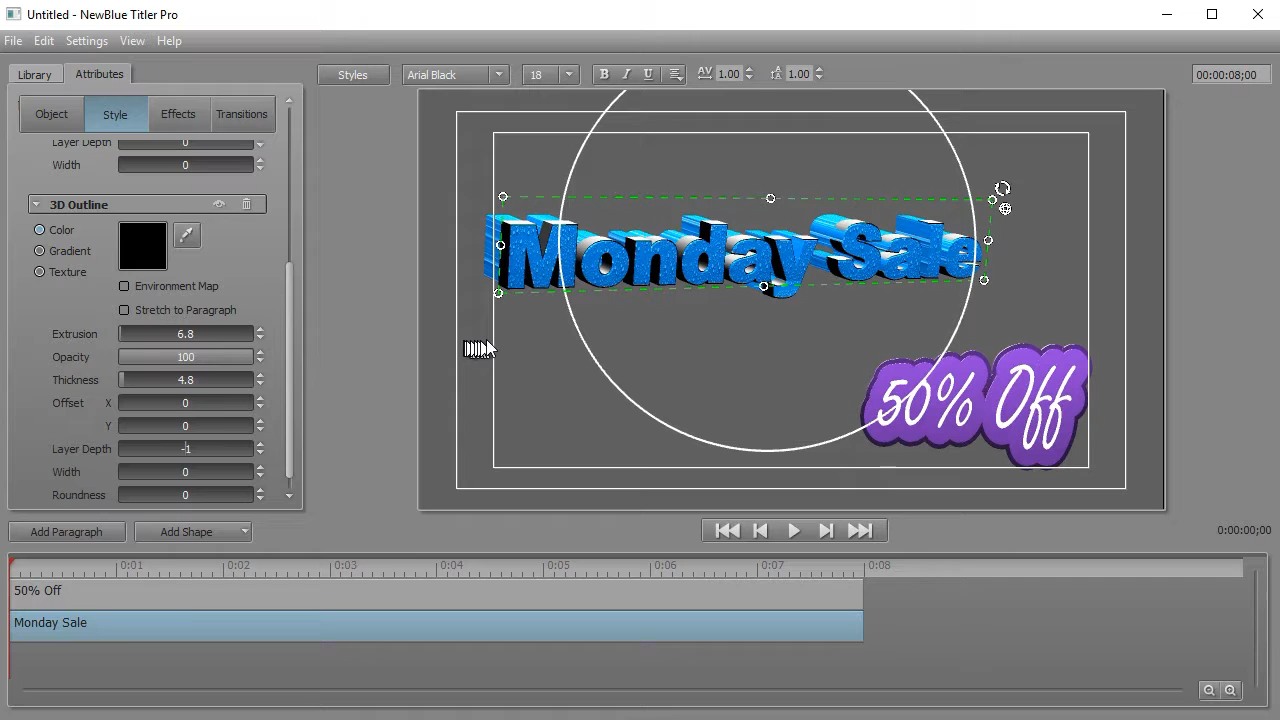 Untitled - NewBlue Titler Pro
File Edit Settings View Help
Library Attributes
Styles Arial Black 18 B I U AV 1.00 1.00 00:00:08;00
Object Style Effects Transitions
Layer Depth 0
Width 0
3D Outline
Color
Gradient
Texture
Environment Map
Stretch to Paragraph
Extrusion 6.8
Opacity 100
Thickness 4.8
Offset X 0
Y 0
Layer Depth -1
Width 0
Roundness 0
Monday Sale
50% Off
Add Paragraph Add Shape
0:00:00;00
0:01 0:02 0:03 0:04 0:05 0:06 0:07 0:08
50% Off
Monday Sale